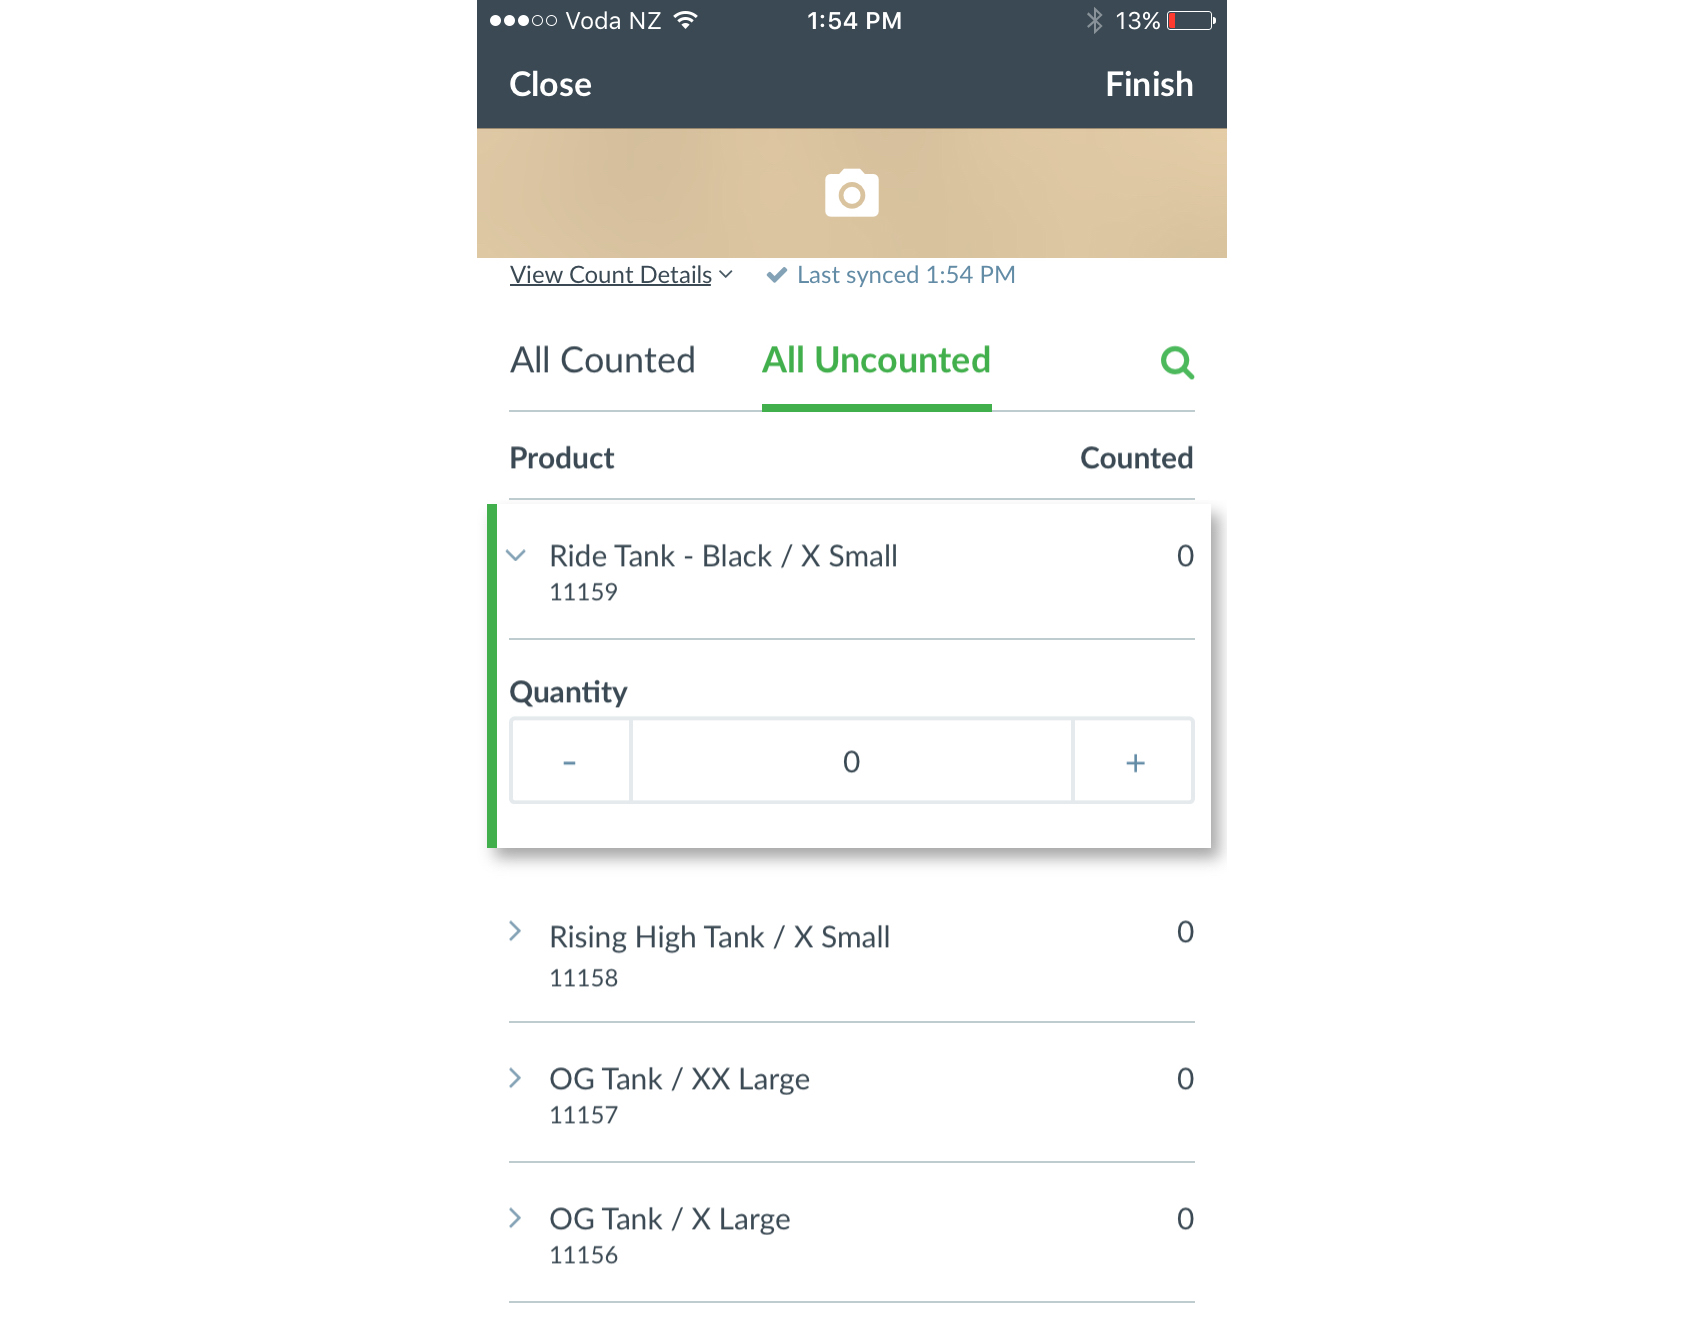 Voda NZ 1:54 PM 13%
Close Finish
View Count Details Last synced 1:54 PM
All Counted All Uncounted
Product Counted
Ride Tank - Black / X Small 0
11159
Quantity
- 0 +
Rising High Tank / X Small 0
11158
OG Tank / XX Large 0
11157
OG Tank / X Large 0
11156